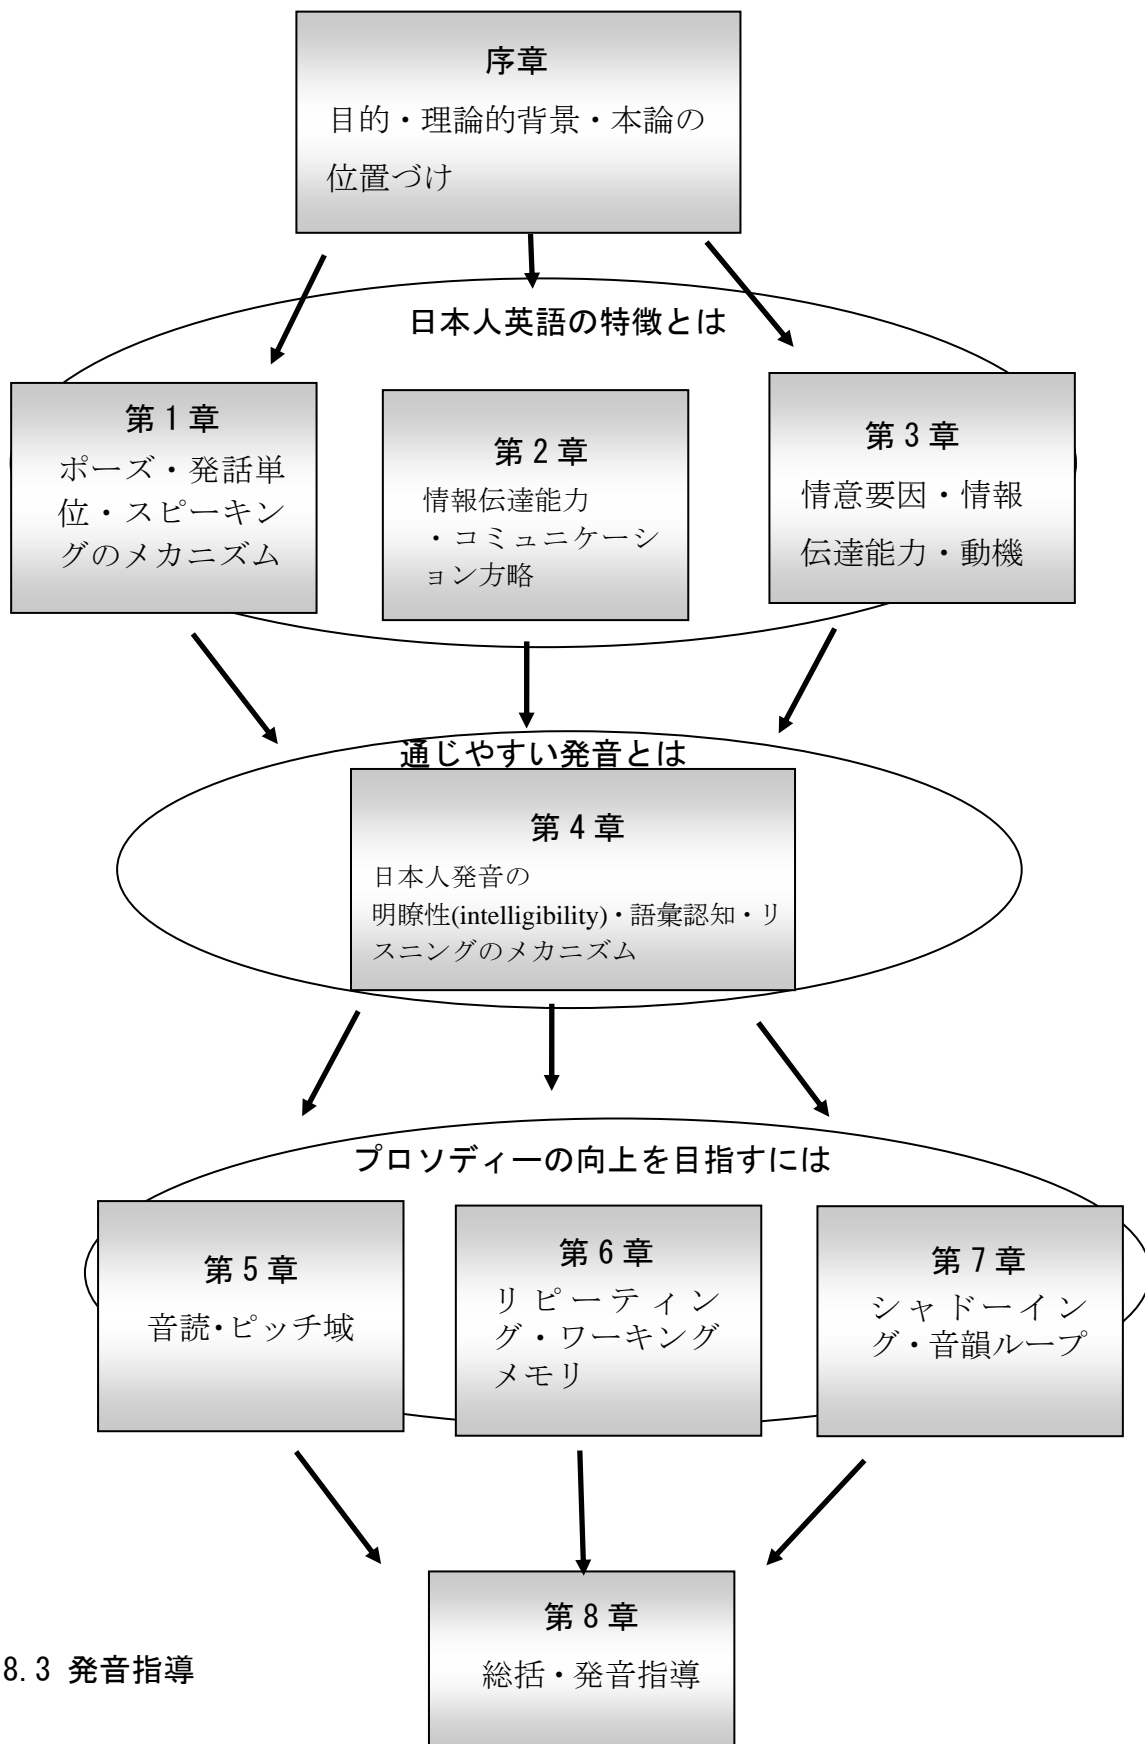 序章
目的・理論的背景・本論の
位置づけ
日本人英語の特徴とは
第1章
ポーズ・発話単
位・スピーキン
グのメカニズム
第2章
情報伝達能力
・コミュニケーシ
ョン方略
第3章
情意要因・情報
伝達能力・動機
通じやすい発音とは
第4章
日本人発音の
明瞭性(intelligibility)・語彙認知・リ
スニングのメカニズム
プロソディーの向上を目指すには
第5章
音読・ピッチ域
第6章
リピーティン
グ・ワーキング
メモリ
第7章
シャドーイン
グ・音韻ループ
第8章
総括・発音指導
8.3 発音指導